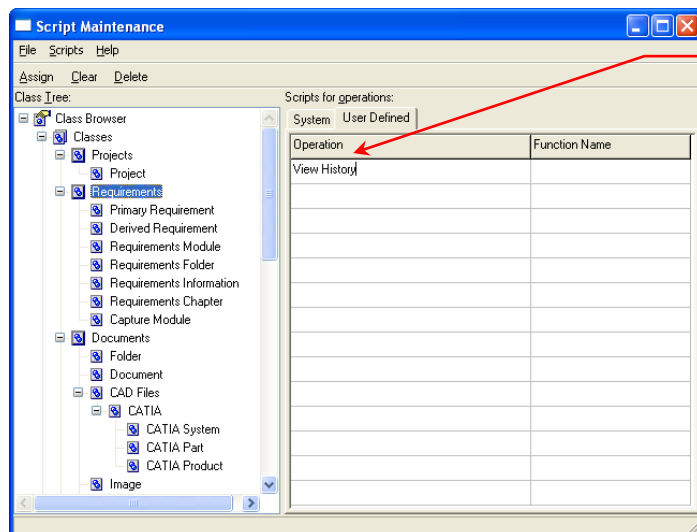 Script Maintenance
File Scripts Help
Assign Clear Delete
Class Tree:
Scripts for operations:
System User Defined
Operation Function Name
View History
Class Browser
Classes
Projects
Project
Requirements
Primary Requirement
Derived Requirement
Requirements Module
Requirements Folder
Requirements Information
Requirements Chapter
Capture Module
Documents
Folder
Document
CAD Files
CATIA
CATIA System
CATIA Part
CATIA Product
Image